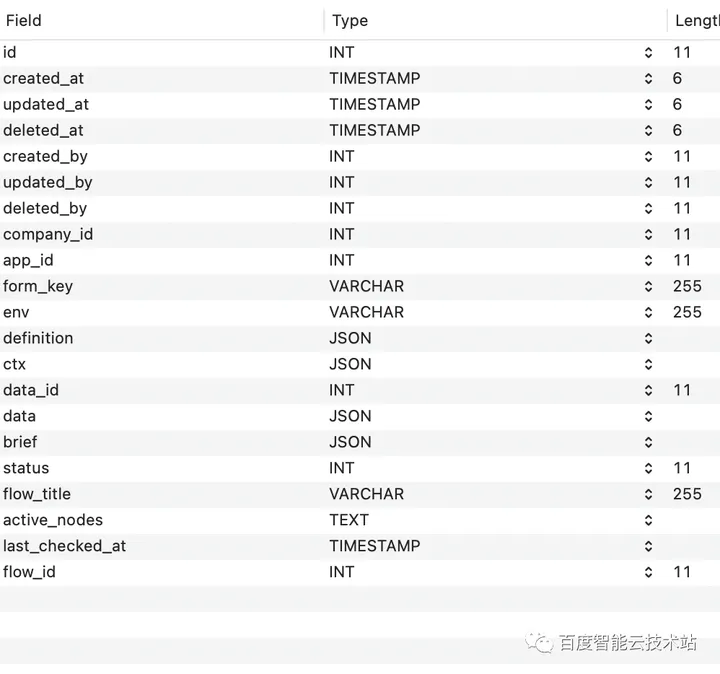 Field Type Lengt
id INT 11
created_at TIMESTAMP 6
updated_at TIMESTAMP 6
deleted_at TIMESTAMP 6
created_by INT 11
updated_by INT 11
deleted_by INT 11
company_id INT 11
app_id INT 11
form_key VARCHAR 255
env VARCHAR 255
definition JSON
ctx JSON
data_id INT 11
data JSON
brief JSON
status INT 11
flow_title VARCHAR 255
active_nodes TEXT
last_checked_at TIMESTAMP
flow_id INT 11
百度智能云技术站